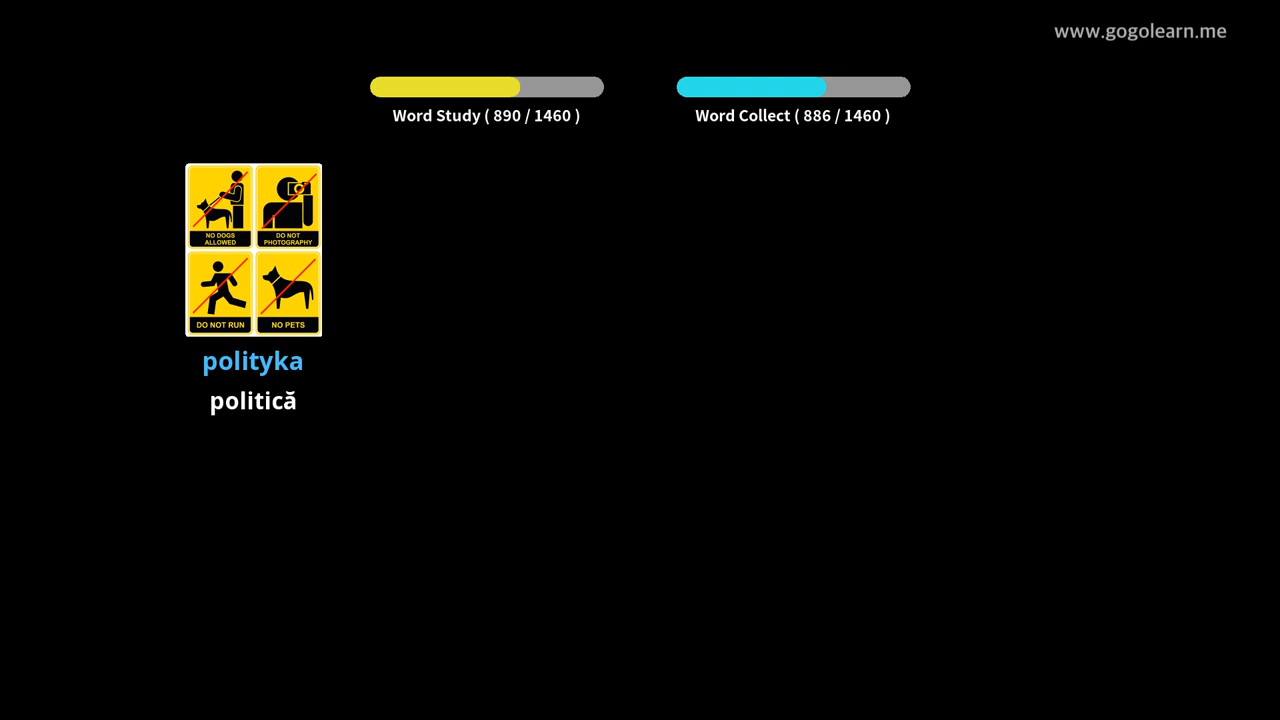 www.gogolearn.me
Word Study ( 890 / 1460 )
Word Collect ( 886 / 1460 )
NO DOGS
ALLOWED
DO NOT
PHOTOGRAPHY
DO NOT RUN
NO PETS
polityka
politică